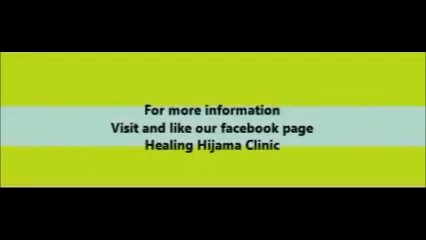 For more information
Visit and like our facebook page
Healing Hijama Clinic